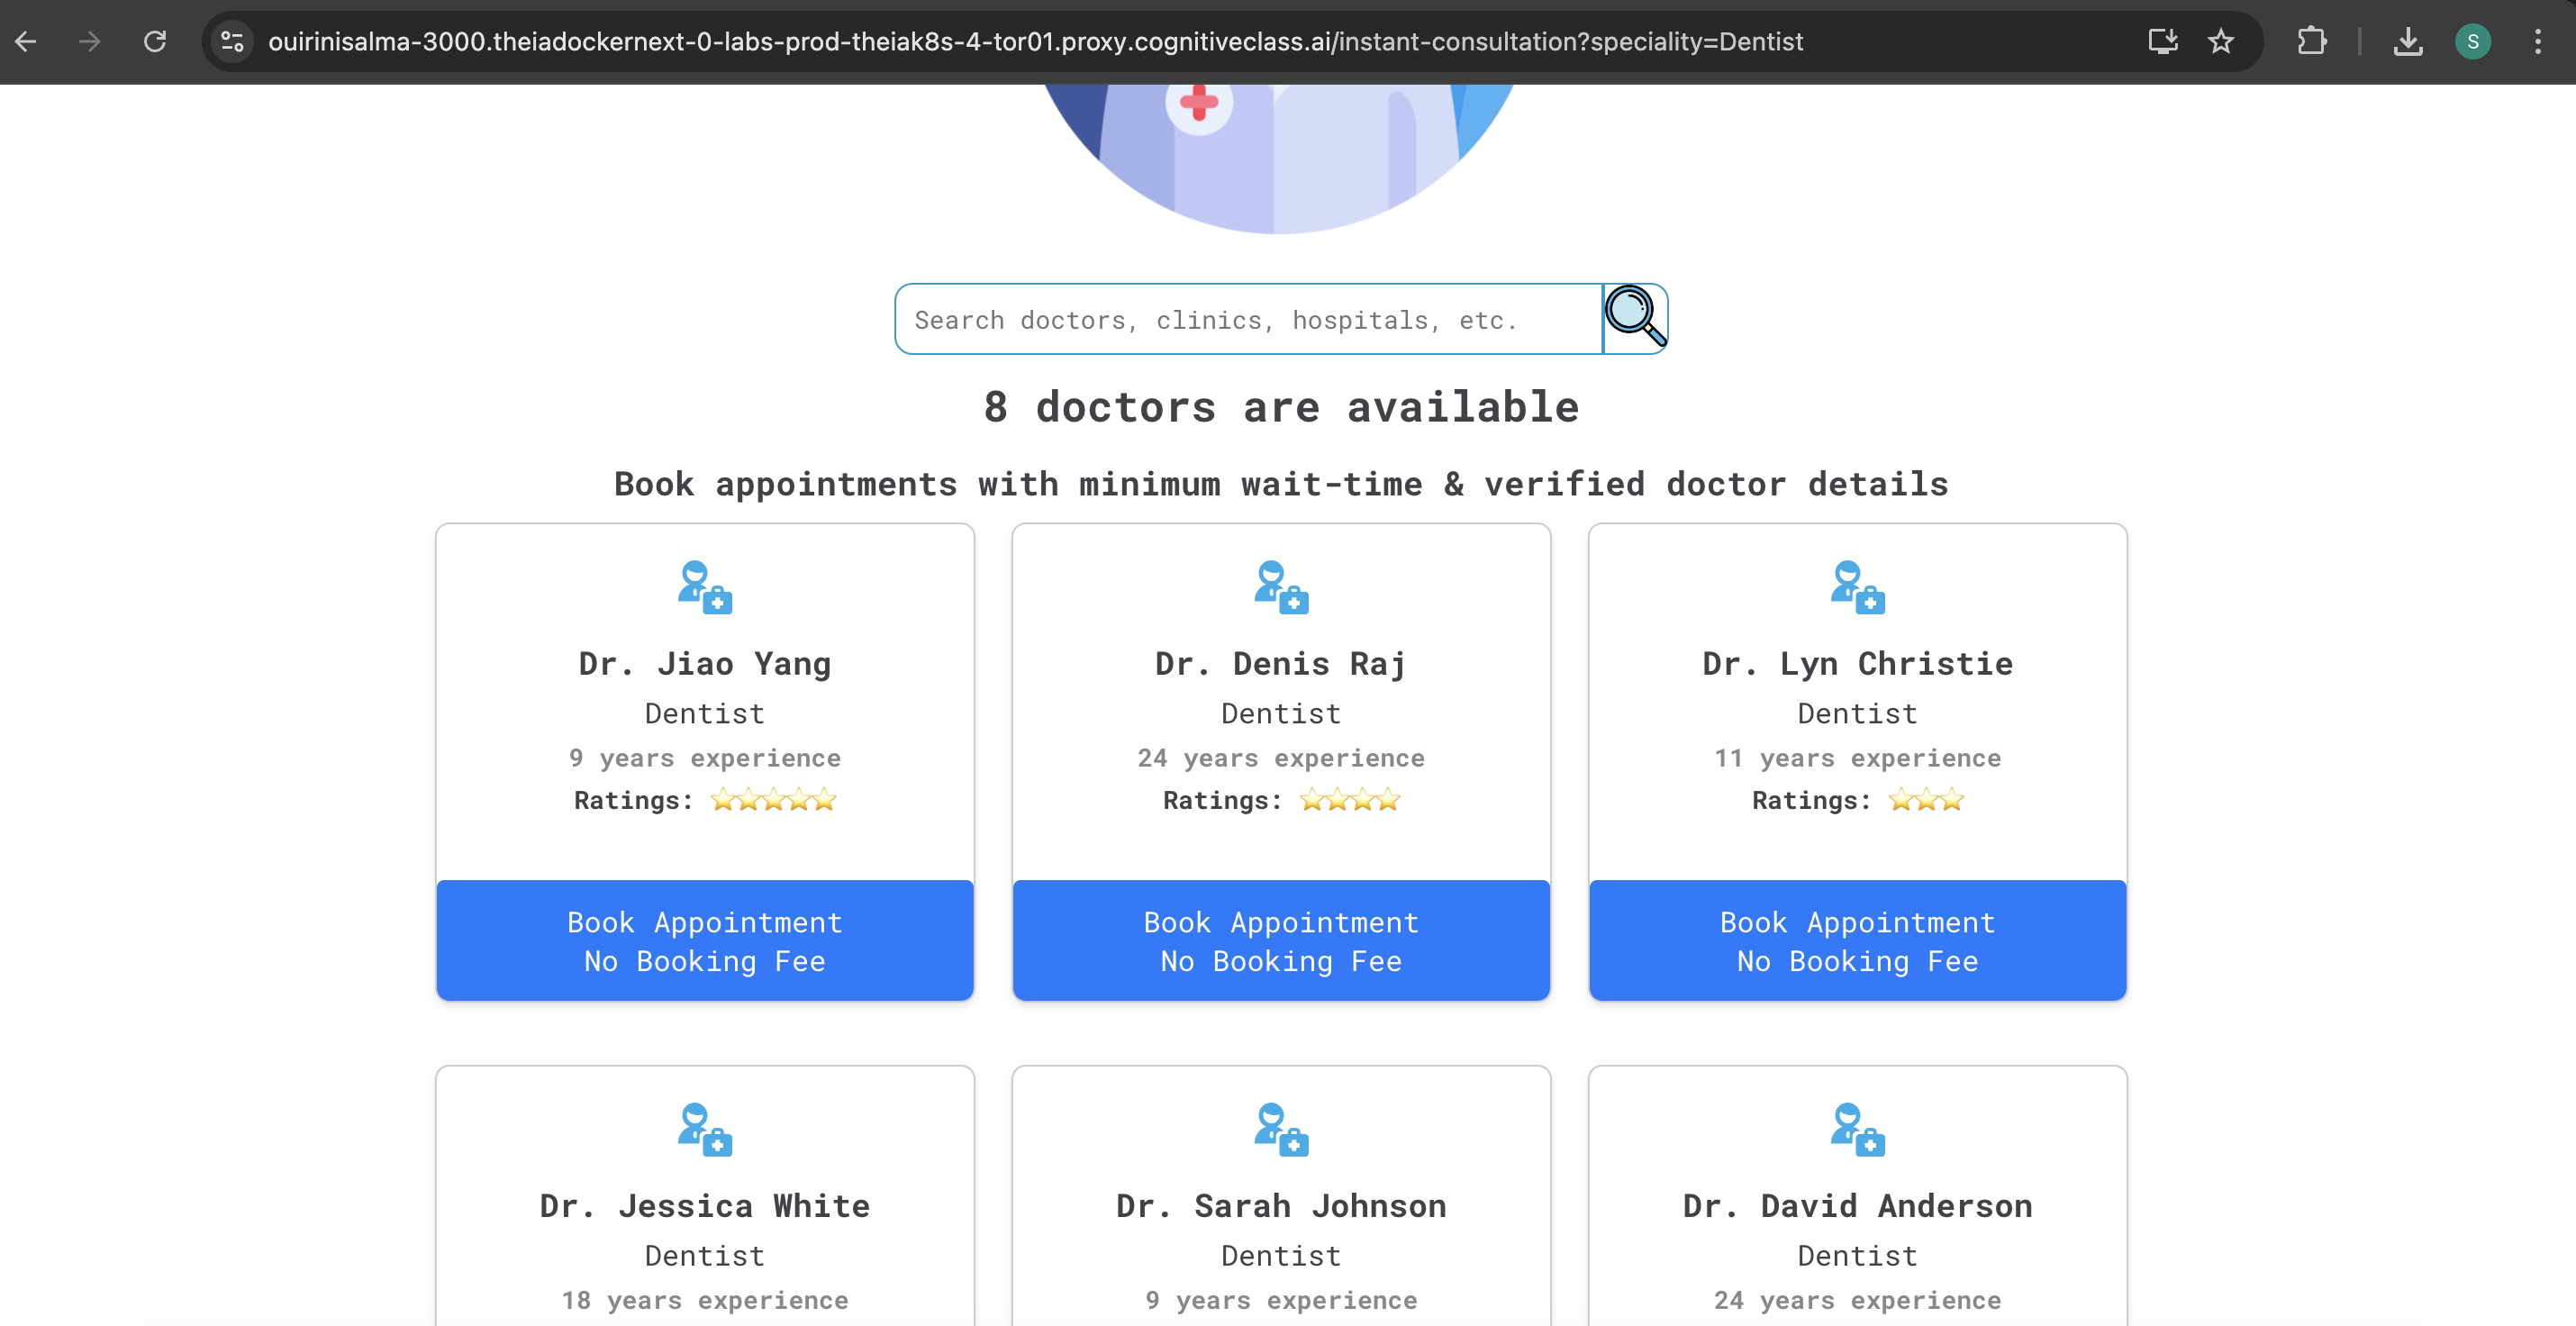 ouirinisalma-3000.theiadockernext-0-labs-prod-theiak8s-4-tor01.proxy.cognitiveclass.ai/instant-consultation?speciality=Dentist
S
Search doctors, clinics, hospitals, etc.
8 doctors are available
Book appointments with minimum wait-time & verified doctor details
Dr. Jiao Yang
Dentist
9 years experience
Ratings: ⭐⭐⭐⭐⭐
Book Appointment
No Booking Fee
Dr. Denis Raj
Dentist
24 years experience
Ratings: ⭐⭐⭐⭐
Book Appointment
No Booking Fee
Dr. Lyn Christie
Dentist
11 years experience
Ratings: ⭐⭐⭐
Book Appointment
No Booking Fee
Dr. Jessica White
Dentist
18 years experience
Dr. Sarah Johnson
Dentist
9 years experience
Dr. David Anderson
Dentist
24 years experience